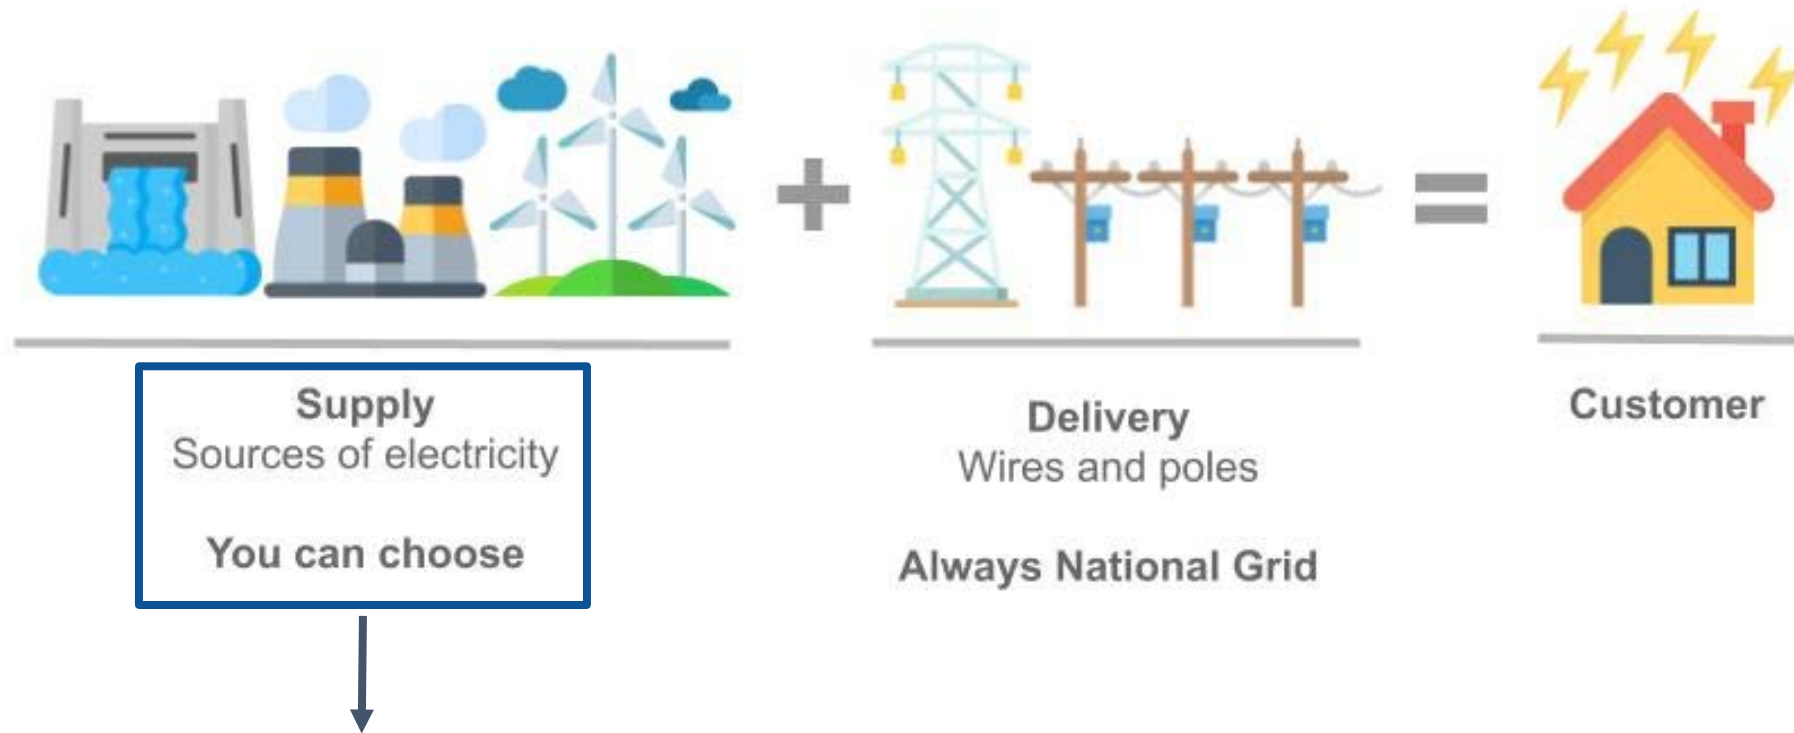 Supply
Sources of electricity
You can choose
Delivery
Wires and poles
Always National Grid
Customer